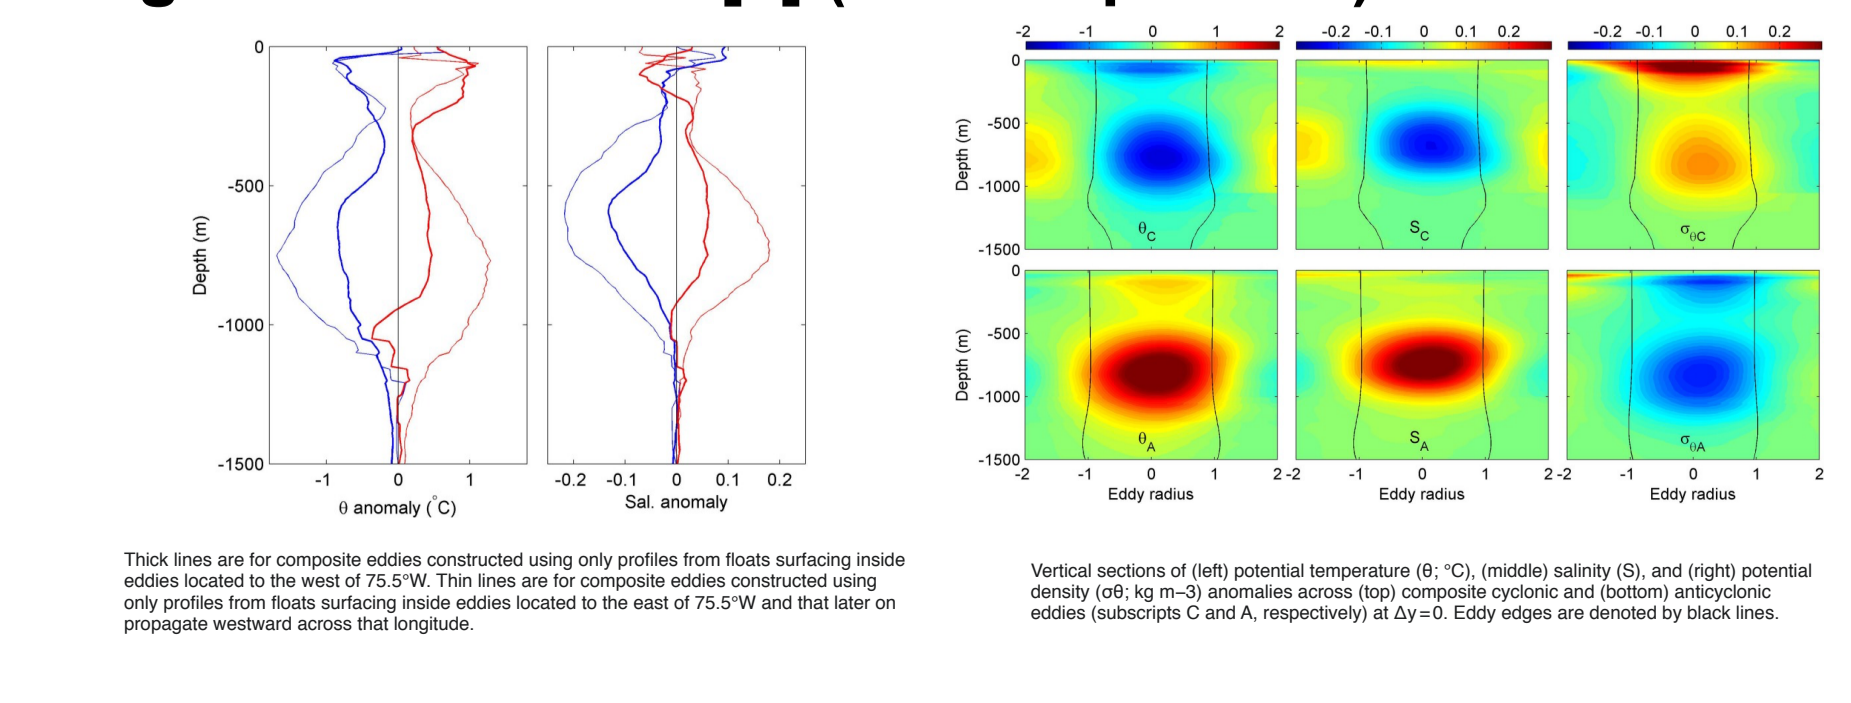 0
-500
-1000
-1500
Depth (m)
-1 0 1
θ anomaly (°C)
-0.2 -0.1 0 0.1 0.2
Sal. anomaly
-2 -1 0 1 2
-0.2 -0.1 0 0.1 0.2
-0.2 -0.1 0 0.1 0.2
0
-500
-1000
-1500
Depth (m)
θC
SC
σθC
0
-500
-1000
-1500
Depth (m)
θA
SA
σθA
-2 -1 0 1 2
-2 -1 0 1 2
-2 -1 0 1 2
Eddy radius
Eddy radius
Eddy radius
Thick lines are for composite eddies constructed using only profiles from floats surfacing inside
eddies located to the west of 75.5°W. Thin lines are for composite eddies constructed using
only profiles from floats surfacing inside eddies located to the east of 75.5°W and that later on
propagate westward across that longitude.
Vertical sections of (left) potential temperature (θ; °C), (middle) salinity (S), and (right) potential
density (σθ; kg m−3) anomalies across (top) composite cyclonic and (bottom) anticyclonic
eddies (subscripts C and A, respectively) at Δy=0. Eddy edges are denoted by black lines.